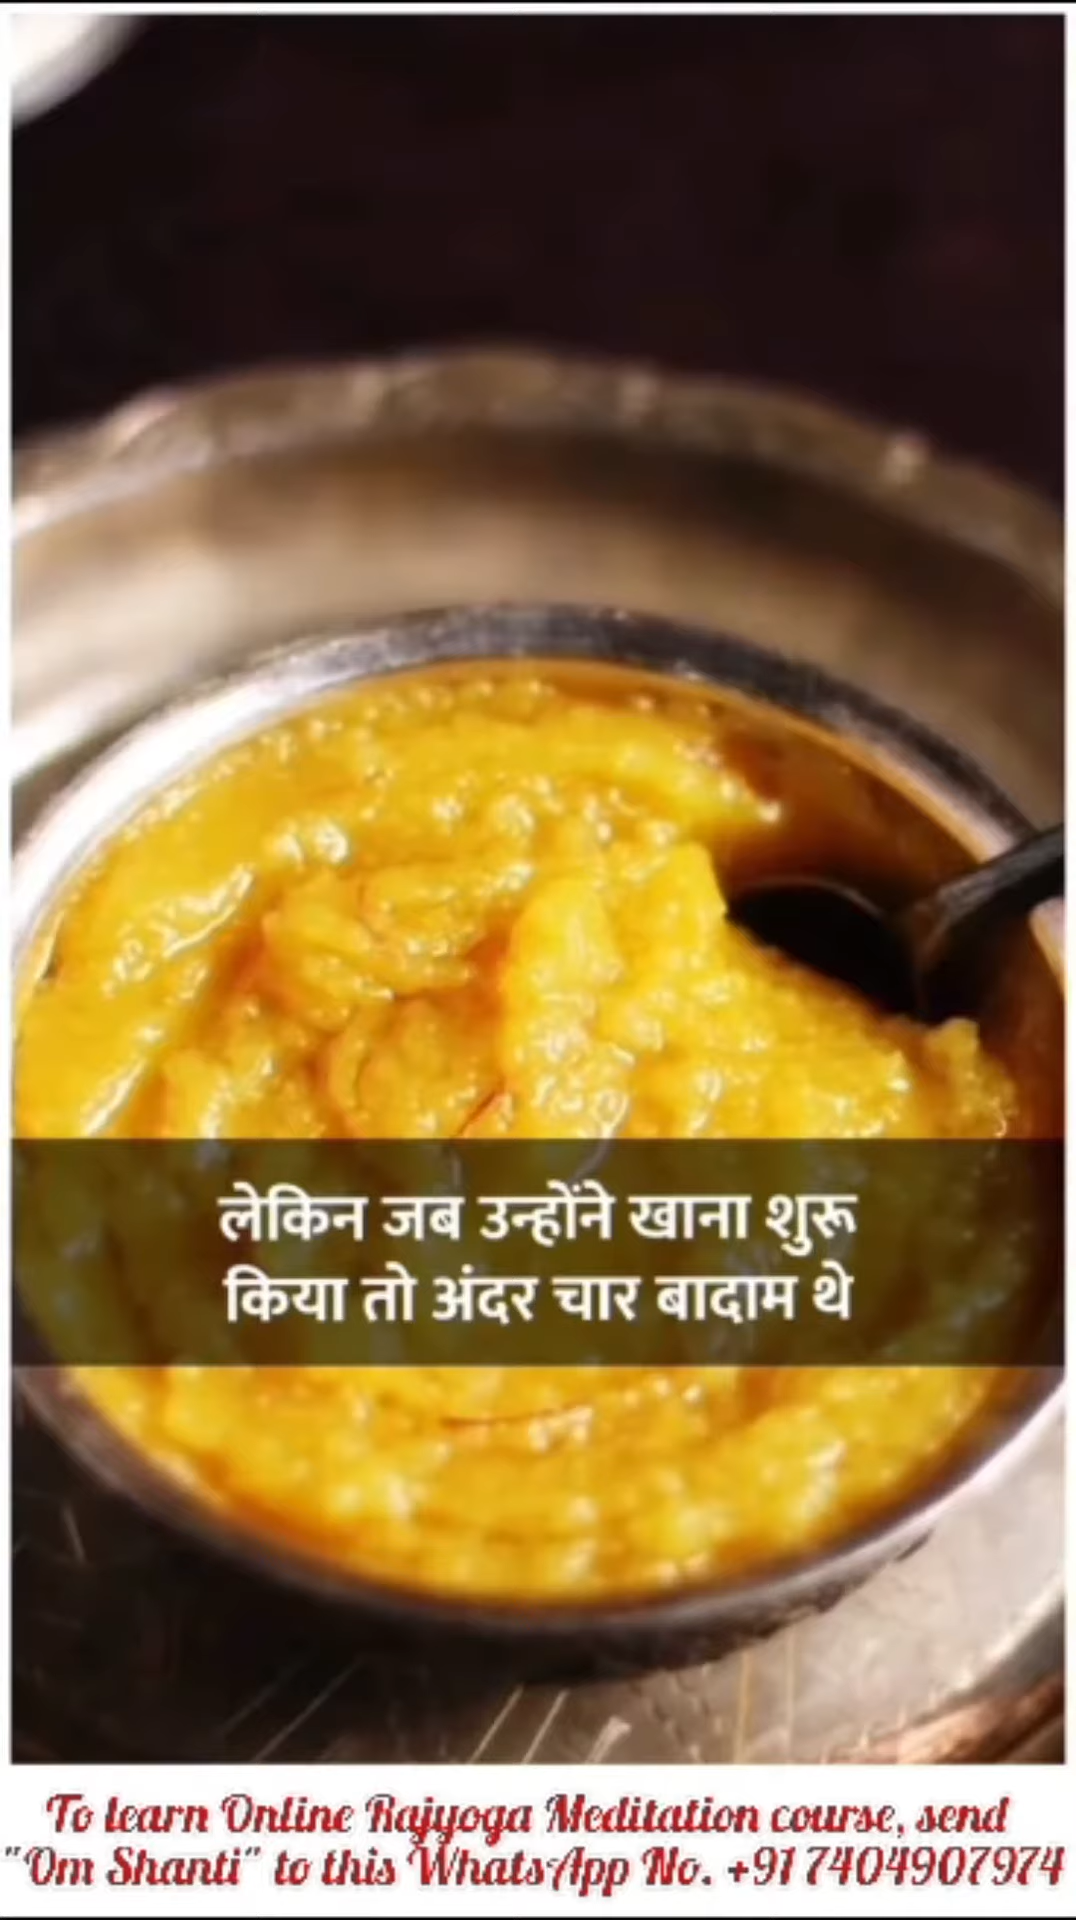 लेकिन जब उन्होंने खाना शुरू
किया तो अंदर चार बादाम थे
To learn Online Rajyoga Meditation course, send
"Om Shanti" to this WhatsApp No. +91 7404907974